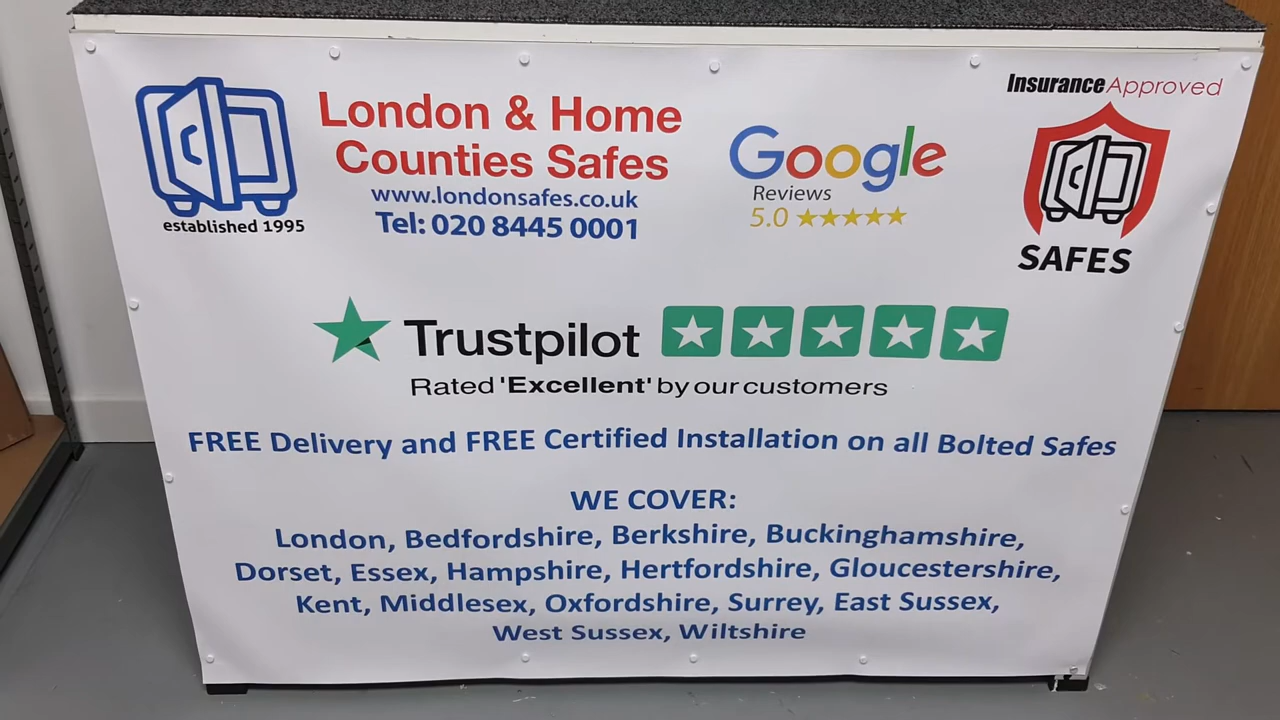 established 1995
London & Home
Counties Safes
www.londonsafes.co.uk
Tel: 020 8445 0001
Google
Reviews
5.0
Insurance Approved
SAFES
Trustpilot
Rated 'Excellent' by our customers
FREE Delivery and FREE Certified Installation on all Bolted Safes
WE COVER:
London, Bedfordshire, Berkshire, Buckinghamshire,
Dorset, Essex, Hampshire, Hertfordshire, Gloucestershire,
Kent, Middlesex, Oxfordshire, Surrey, East Sussex,
West Sussex, Wiltshire